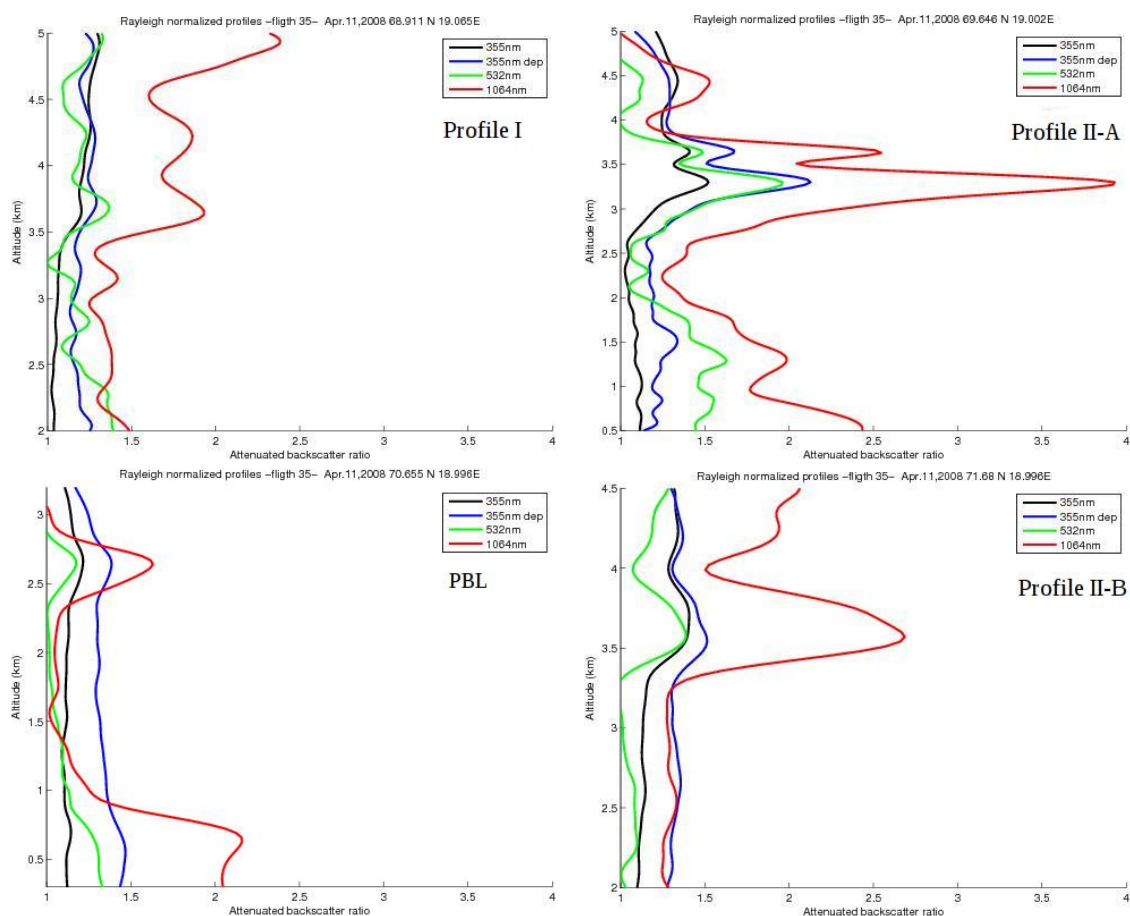 Rayleigh normalized profiles -fligth 35- Apr.11,2008 68.911 N 19.065E
5
4.5
4
3.5
3
2.5
2
Altitude (km)
1
1.5
2
2.5
3
3.5
4
Attenuated backscatter ratio
355nm
355nm dep
532nm
1064nm
Profile I
Rayleigh normalized profiles -fligth 35- Apr.11,2008 69.646 N 19.002E
5
4.5
4
3.5
3
2.5
2
1.5
1
0.5
Altitude (km)
1
1.5
2
2.5
3
3.5
4
Attenuated backscatter ratio
355nm
355nm dep
532nm
1064nm
Profile II-A
Rayleigh normalized profiles -fligth 35- Apr.11,2008 70.655 N 18.996E
3
2.5
2
1.5
1
0.5
Altitude (km)
1
1.5
2
2.5
3
3.5
4
Attenuated backscatter ratio
355nm
355nm dep
532nm
1064nm
PBL
Rayleigh normalized profiles -fligth 35- Apr.11,2008 71.68 N 18.996E
4.5
4
3.5
3
2.5
2
Altitude (km)
1
1.5
2
2.5
3
3.5
4
Attenuated backscatter ratio
355nm
355nm dep
532nm
1064nm
Profile II-B